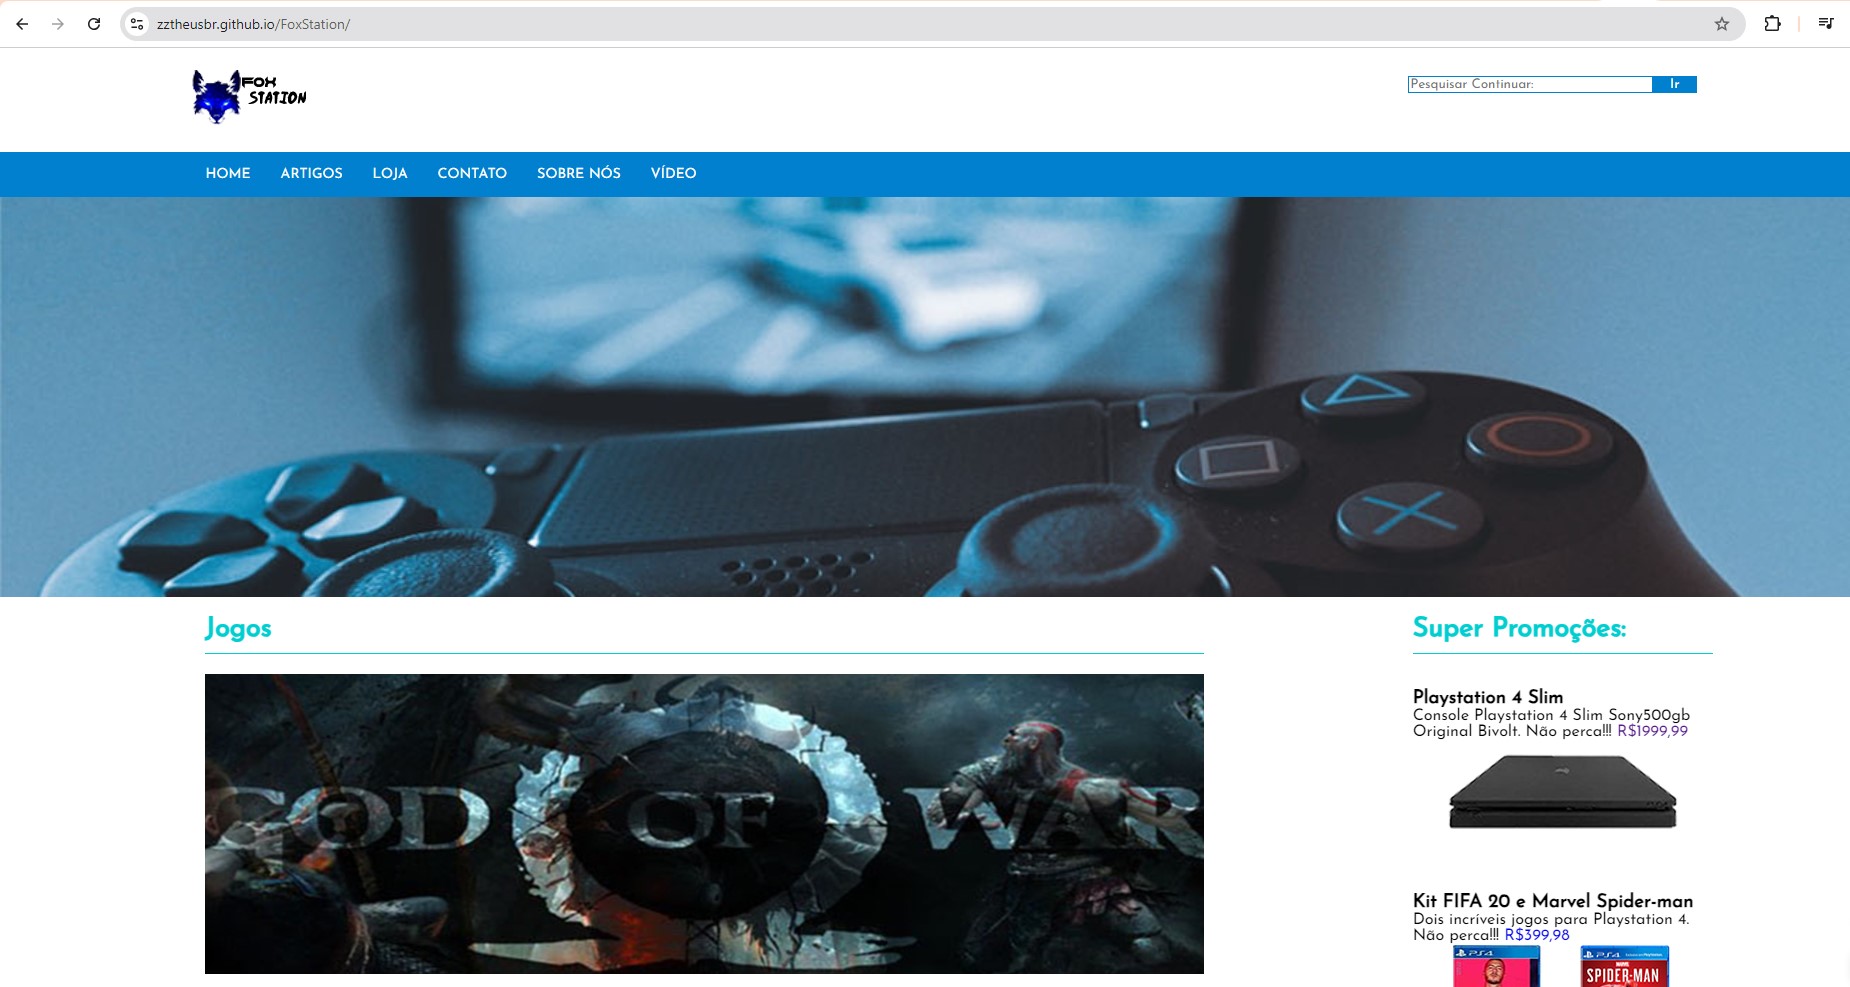 zztheusbr.github.io/FoxStation/
FOX
STATION
Pesquisar Continuar:
Ir
HOME
ARTIGOS
LOJA
CONTATO
SOBRE NÓS
VÍDEO
Jogos
GOD OF WAR
Super Promoções:
Playstation 4 Slim
Console Playstation 4 Slim Sony500gb
Original Bivolt. Não perca!!! R$1999,99
Kit FIFA 20 e Marvel Spider-man
Dois incríveis jogos para Playstation 4.
Não perca!!! R$399,98
PS4
PS4
MARVEL
SPIDER-MAN